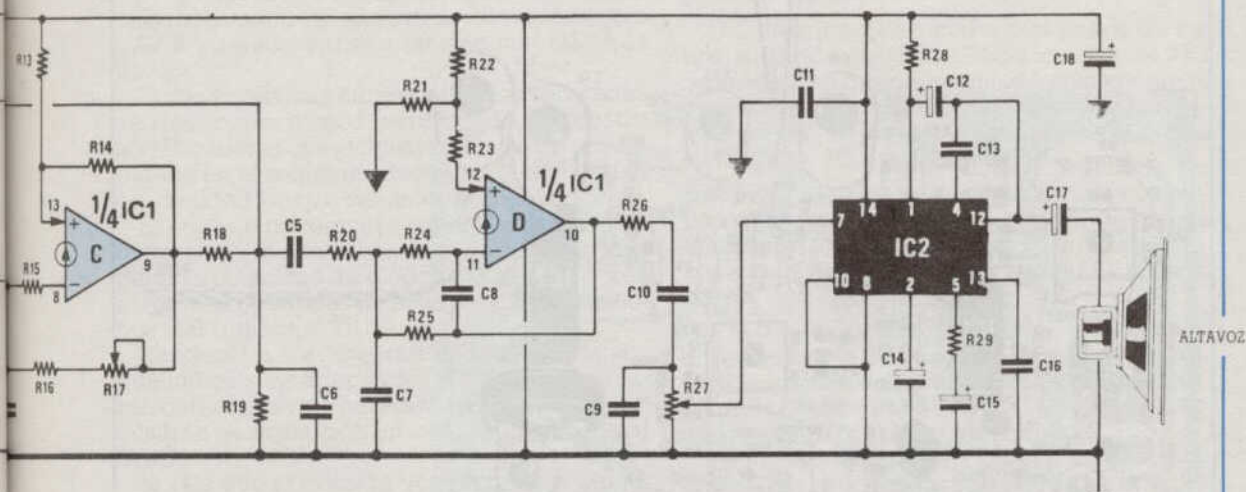 R13
R14
13
+
1/4 IC1
C
9
R15
8
-
R16
R17
R18
R19
C6
C5
R20
R21
R22
R23
12
+
1/4 IC1
D
10
R24
11
-
C8
R25
C7
R26
C10
C9
R27
C11
R28
+
C12
C13
7
14
1
4
12
IC2
10
8
2
5
13
+
C17
+
C18
C14
+
R29
+
C15
C16
ALTAVOZ